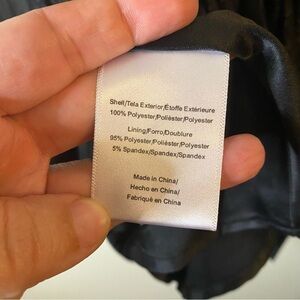 Shell/Tela Exterior/Étoffe Extérieure
100% Polyester/Poliéster/Polyester
Lining/Forro/Doublure
95% Polyester/Poliéster/Polyester
5% Spandex/Spandex/Spandex
Made in China/
Hecho en China/
Fabriqué en China